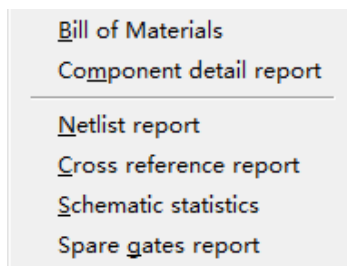 Bill of Materials
Component detail report
Netlist report
Cross reference report
Schematic statistics
Spare gates report